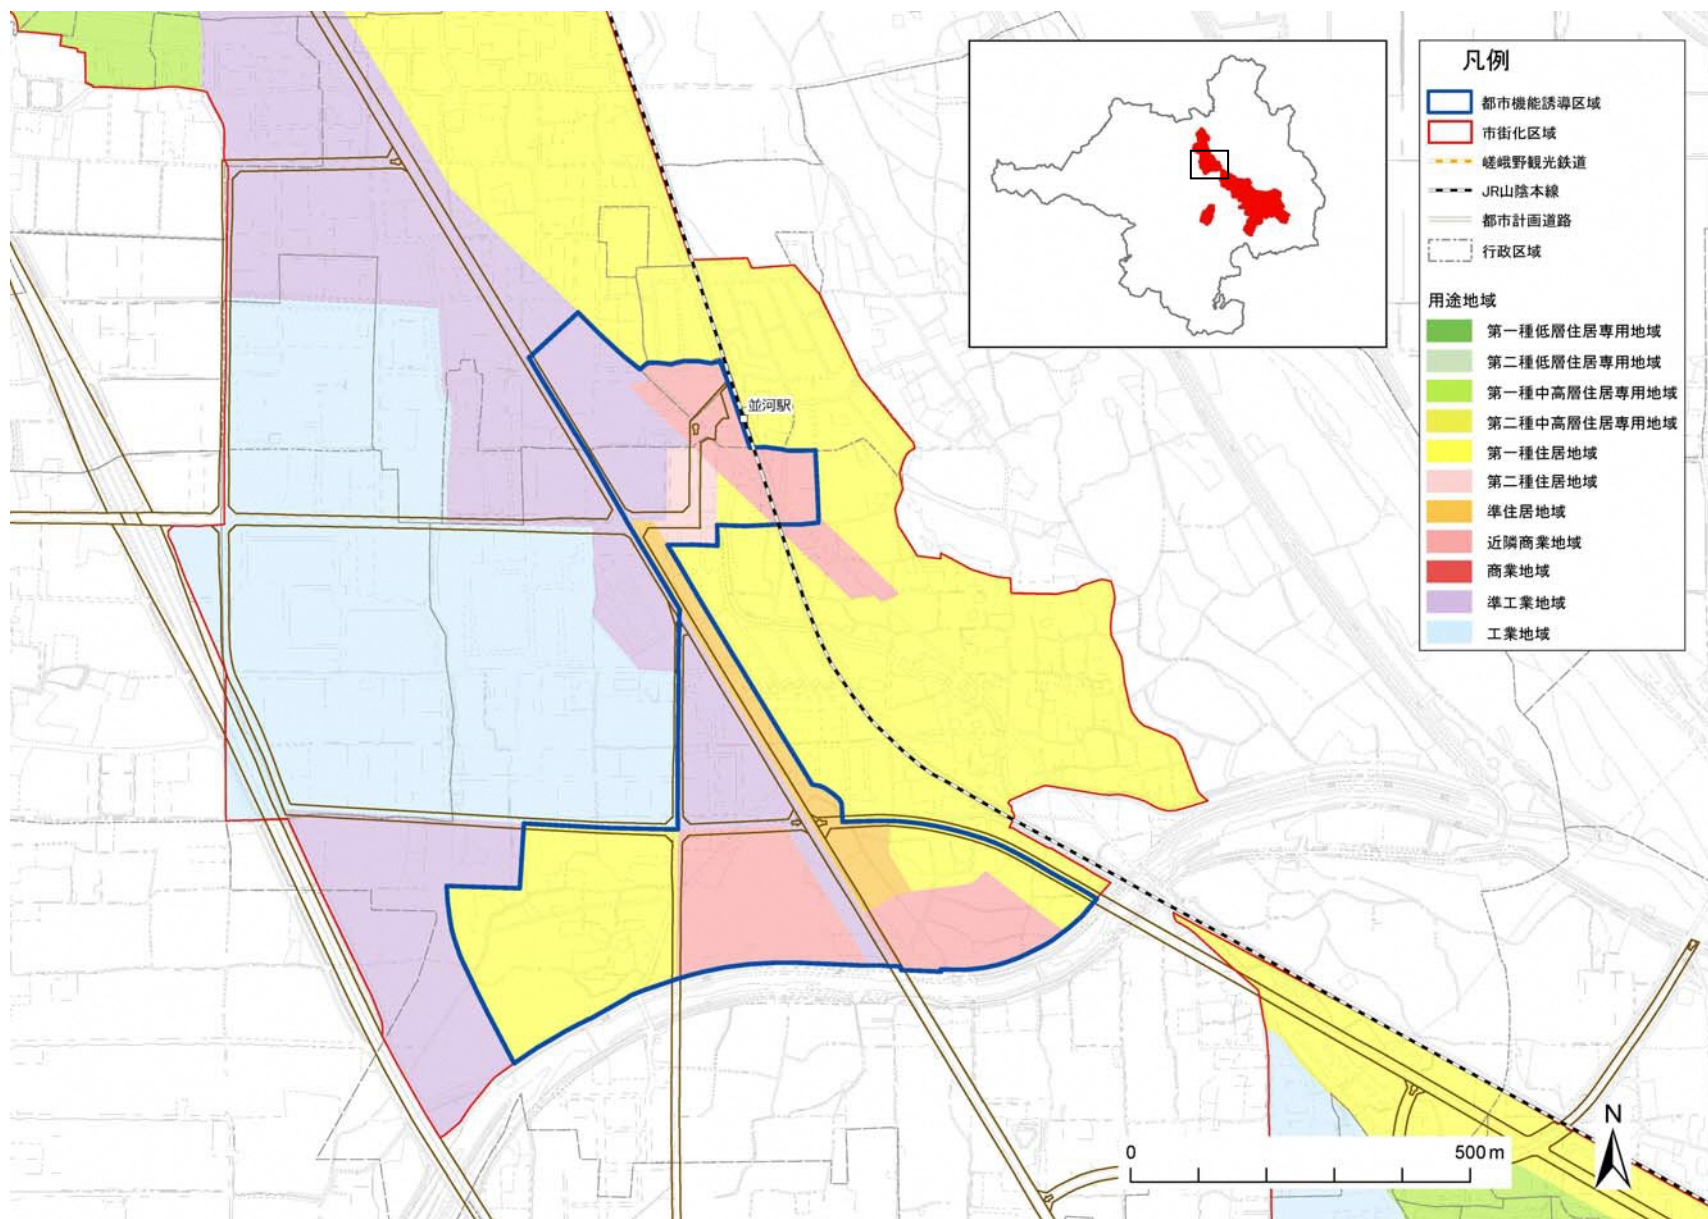 凡例
都市機能誘導区域
市街化区域
嵯峨野観光鉄道
JR山陰本線
都市計画道路
行政区域
用途地域
第一種低層住居専用地域
第二種低層住居専用地域
第一種中高層住居専用地域
第二種中高層住居専用地域
第一種住居地域
第二種住居地域
準住居地域
近隣商業地域
商業地域
準工業地域
工業地域
並河駅
N
0 500m